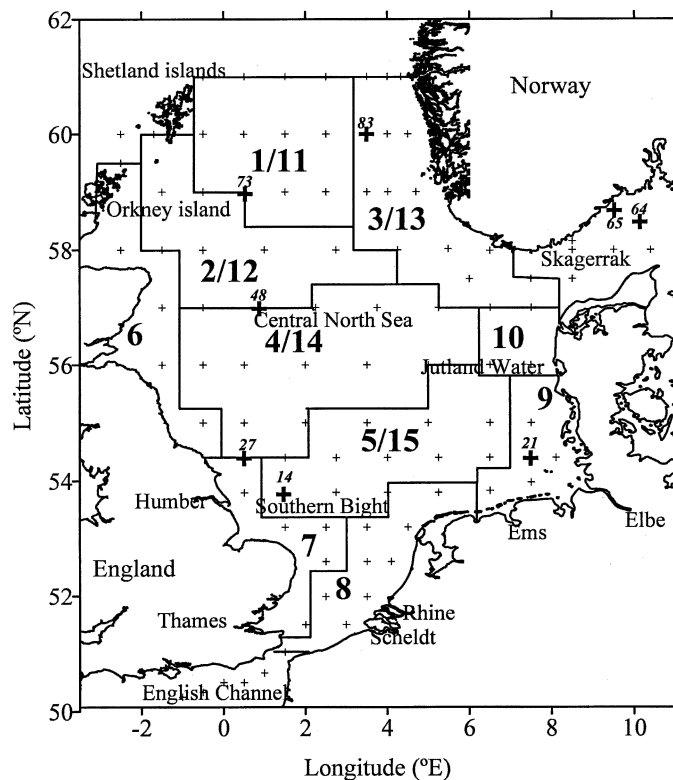 62
Shetland islands
Norway
60
83
1/11
73
Orkney island
3/13
65
64
58
Skagerrak
2/12
48
Central North Sea
6
4/14
10
56
Jutland Water
9
5/15
27
21
14
54
Humber
Southern Bight
Ems
Elbe
7
England
8
52
Thames
Rhine
Scheldt
English Channel
50
-2 0 2 4 6 8 10
Longitude (ºE)
Latitude (ºN)